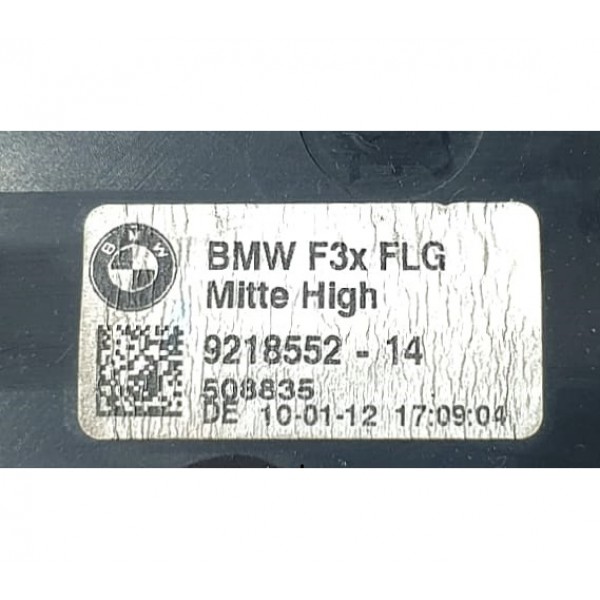 BMW
BMW F3x FLG
Mitte High
9218552 - 14
508835
DE 10-01-12 17:09:04